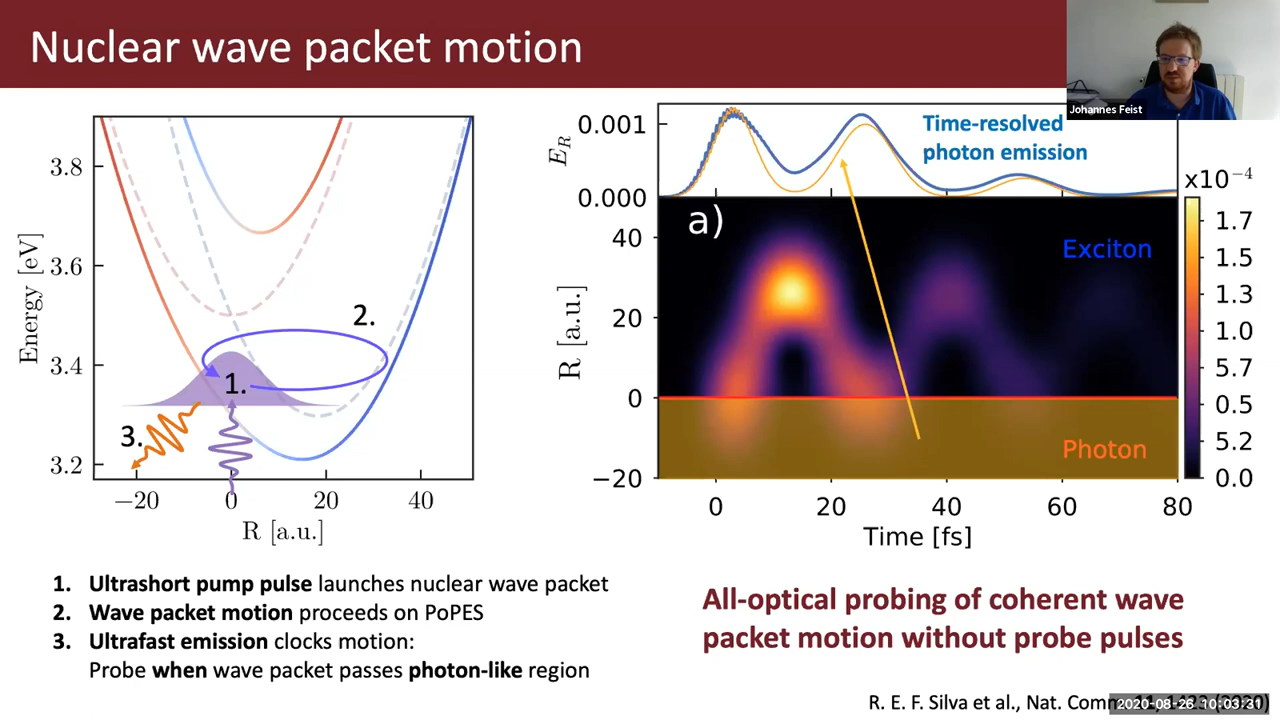 Nuclear wave packet motion
Johannes Feist
3.8
3.6
3.4
3.2
Energy [eV]
−20
0
20
40
R [a.u.]
1.
2.
3.
E_R
0.001
0.000
Time-resolved
photon emission
a)
Exciton
Photon
40
20
0
−20
R [a.u.]
0
20
40
60
80
Time [fs]
x10⁻⁴
1.7
1.5
1.3
1.0
5.7
0.5
5.2
0.0
1. Ultrashort pump pulse launches nuclear wave packet
2. Wave packet motion proceeds on PoPES
3. Ultrafast emission clocks motion:
Probe when wave packet passes photon-like region
All-optical probing of coherent wave
packet motion without probe pulses
R. E. F. Silva et al., Nat. Comm
2020-08-26 10:03:31